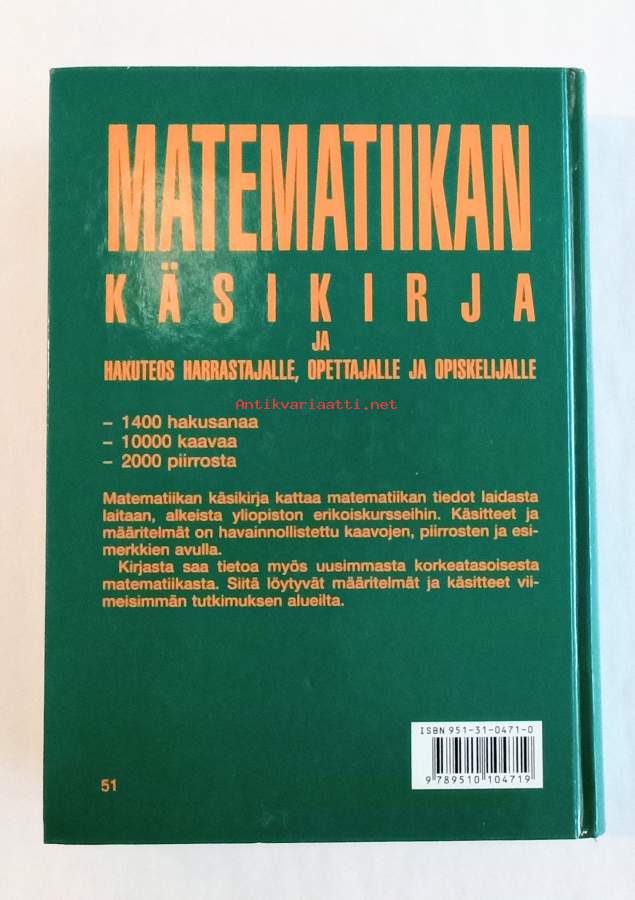 MATEMATIIKAN
KÄSIKIRJA
JA
HAKUTEOS HARRASTAJALLE, OPETTAJALLE JA OPISKELIJALLE
Antikvariaatti.net
– 1400 hakusanaa
– 10000 kaavaa
– 2000 piirrosta
Matematiikan käsikirja kattaa matematiikan tiedot laidasta
laitaan, alkeista yliopiston erikoiskursseihin. Käsitteet ja
määritelmät on havainnollistettu kaavojen, piirrosten ja esi-
merkkien avulla.
Kirjasta saa tietoa myös uusimmasta korkeatasoisesta
matematiikasta. Siitä löytyvät määritelmät ja käsitteet vii-
meisimmän tutkimuksen alueilta.
ISBN 951-31-0471-0
9 789510 104719
51